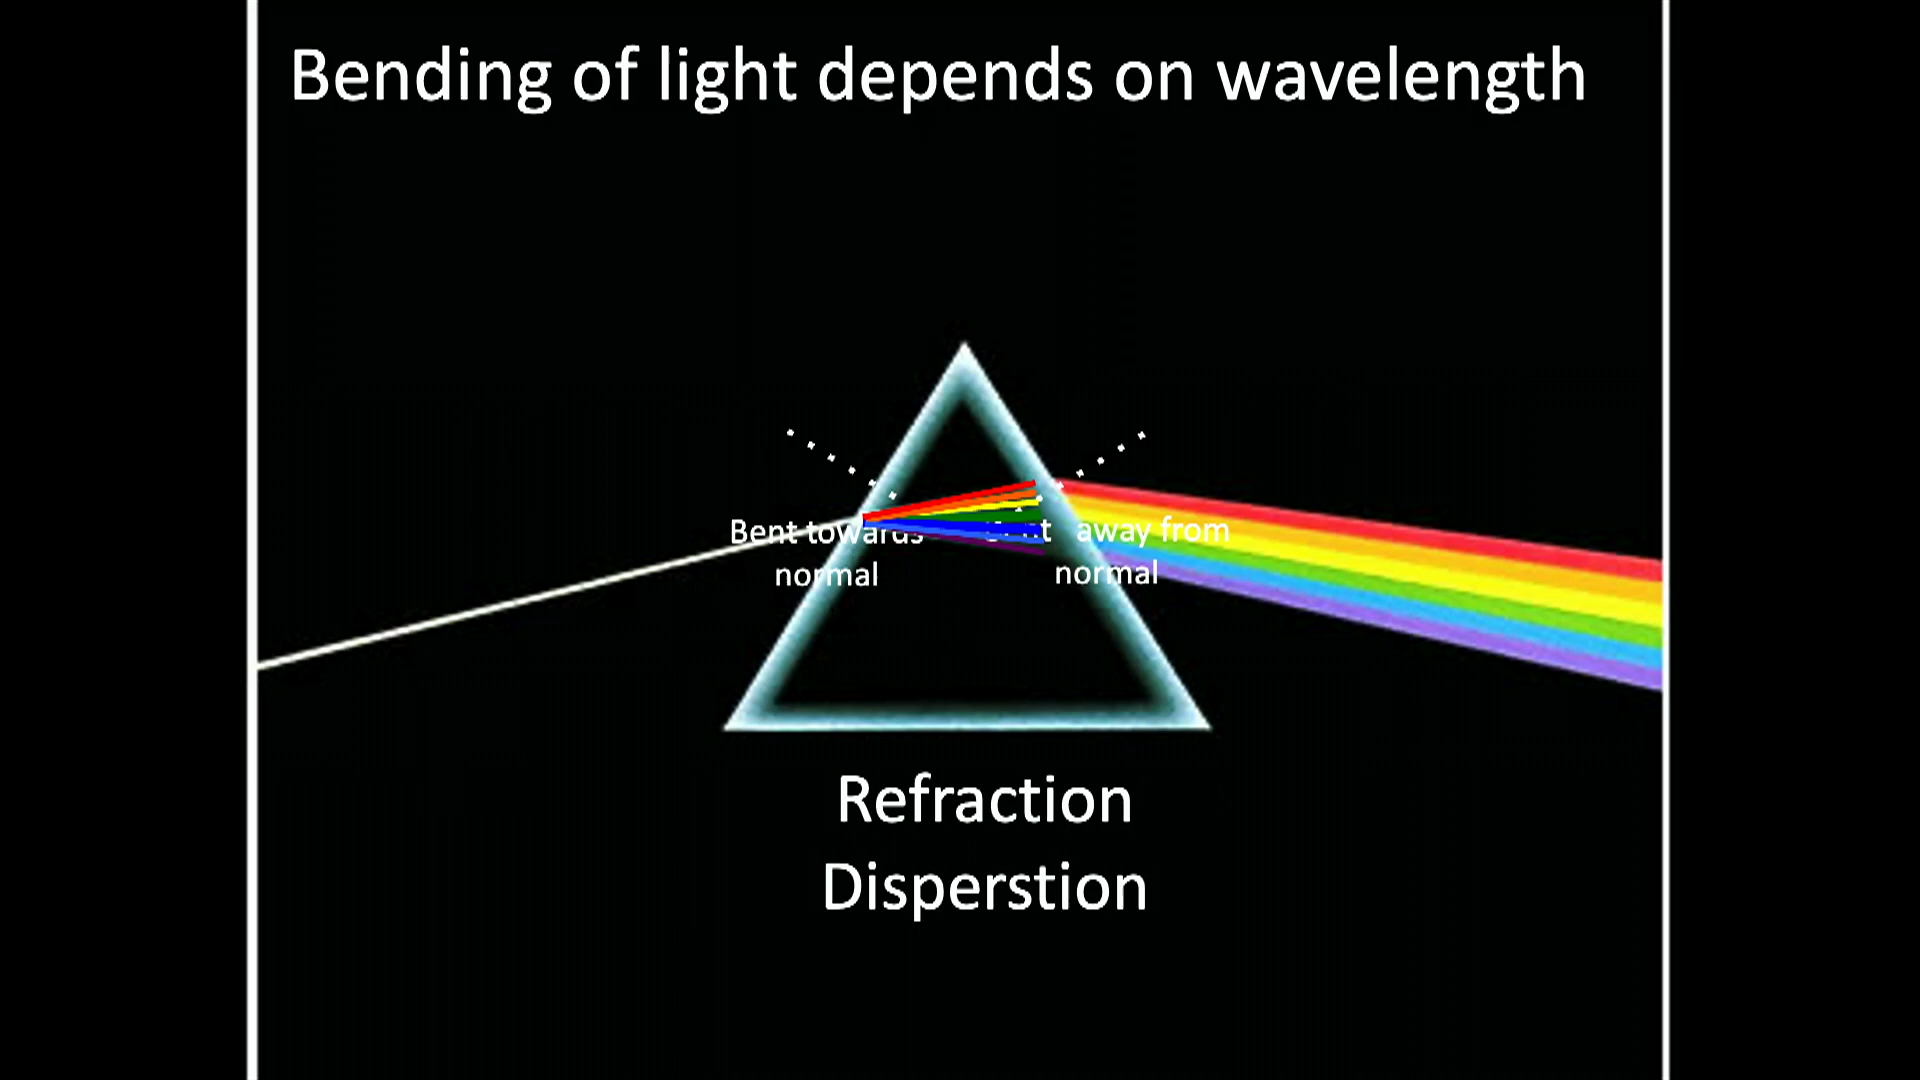 Bending of light depends on wavelength
Bent towards
normal
away from
normal
Refraction
Disperstion